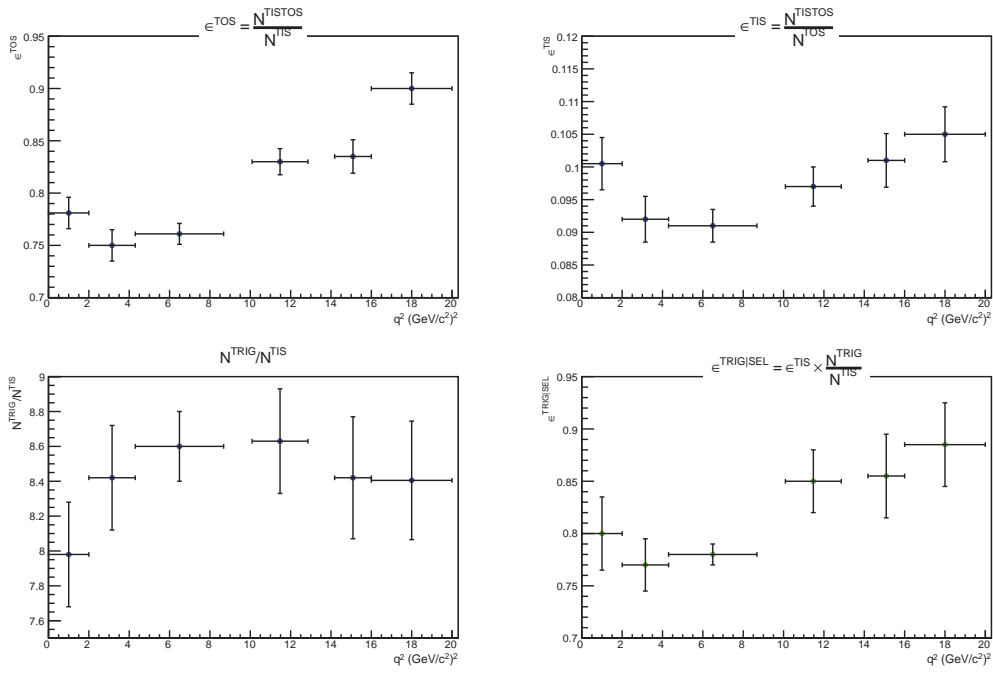 ∈^TOS = N^TISTOS / N^TIS
∈^TOS
0.95
0.9
0.85
0.8
0.75
0.7
0 2 4 6 8 10 12 14 16 18 20
q² (GeV/c²)²
∈^TIS = N^TISTOS / N^TOS
∈^TIS
0.12
0.115
0.11
0.105
0.1
0.095
0.09
0.085
0.08
0 2 4 6 8 10 12 14 16 18 20
q² (GeV/c²)²
N^TRIG/N^TIS
N^TRIG/N^TIS
9
8.8
8.6
8.4
8.2
8
7.8
7.6
0 2 4 6 8 10 12 14 16 18 20
q² (GeV/c²)²
∈^TRIG|SEL = ∈^TIS × N^TRIG / N^TIS
∈^TRIG|SEL
0.95
0.9
0.85
0.8
0.75
0.7
0 2 4 6 8 10 12 14 16 18 20
q² (GeV/c²)²